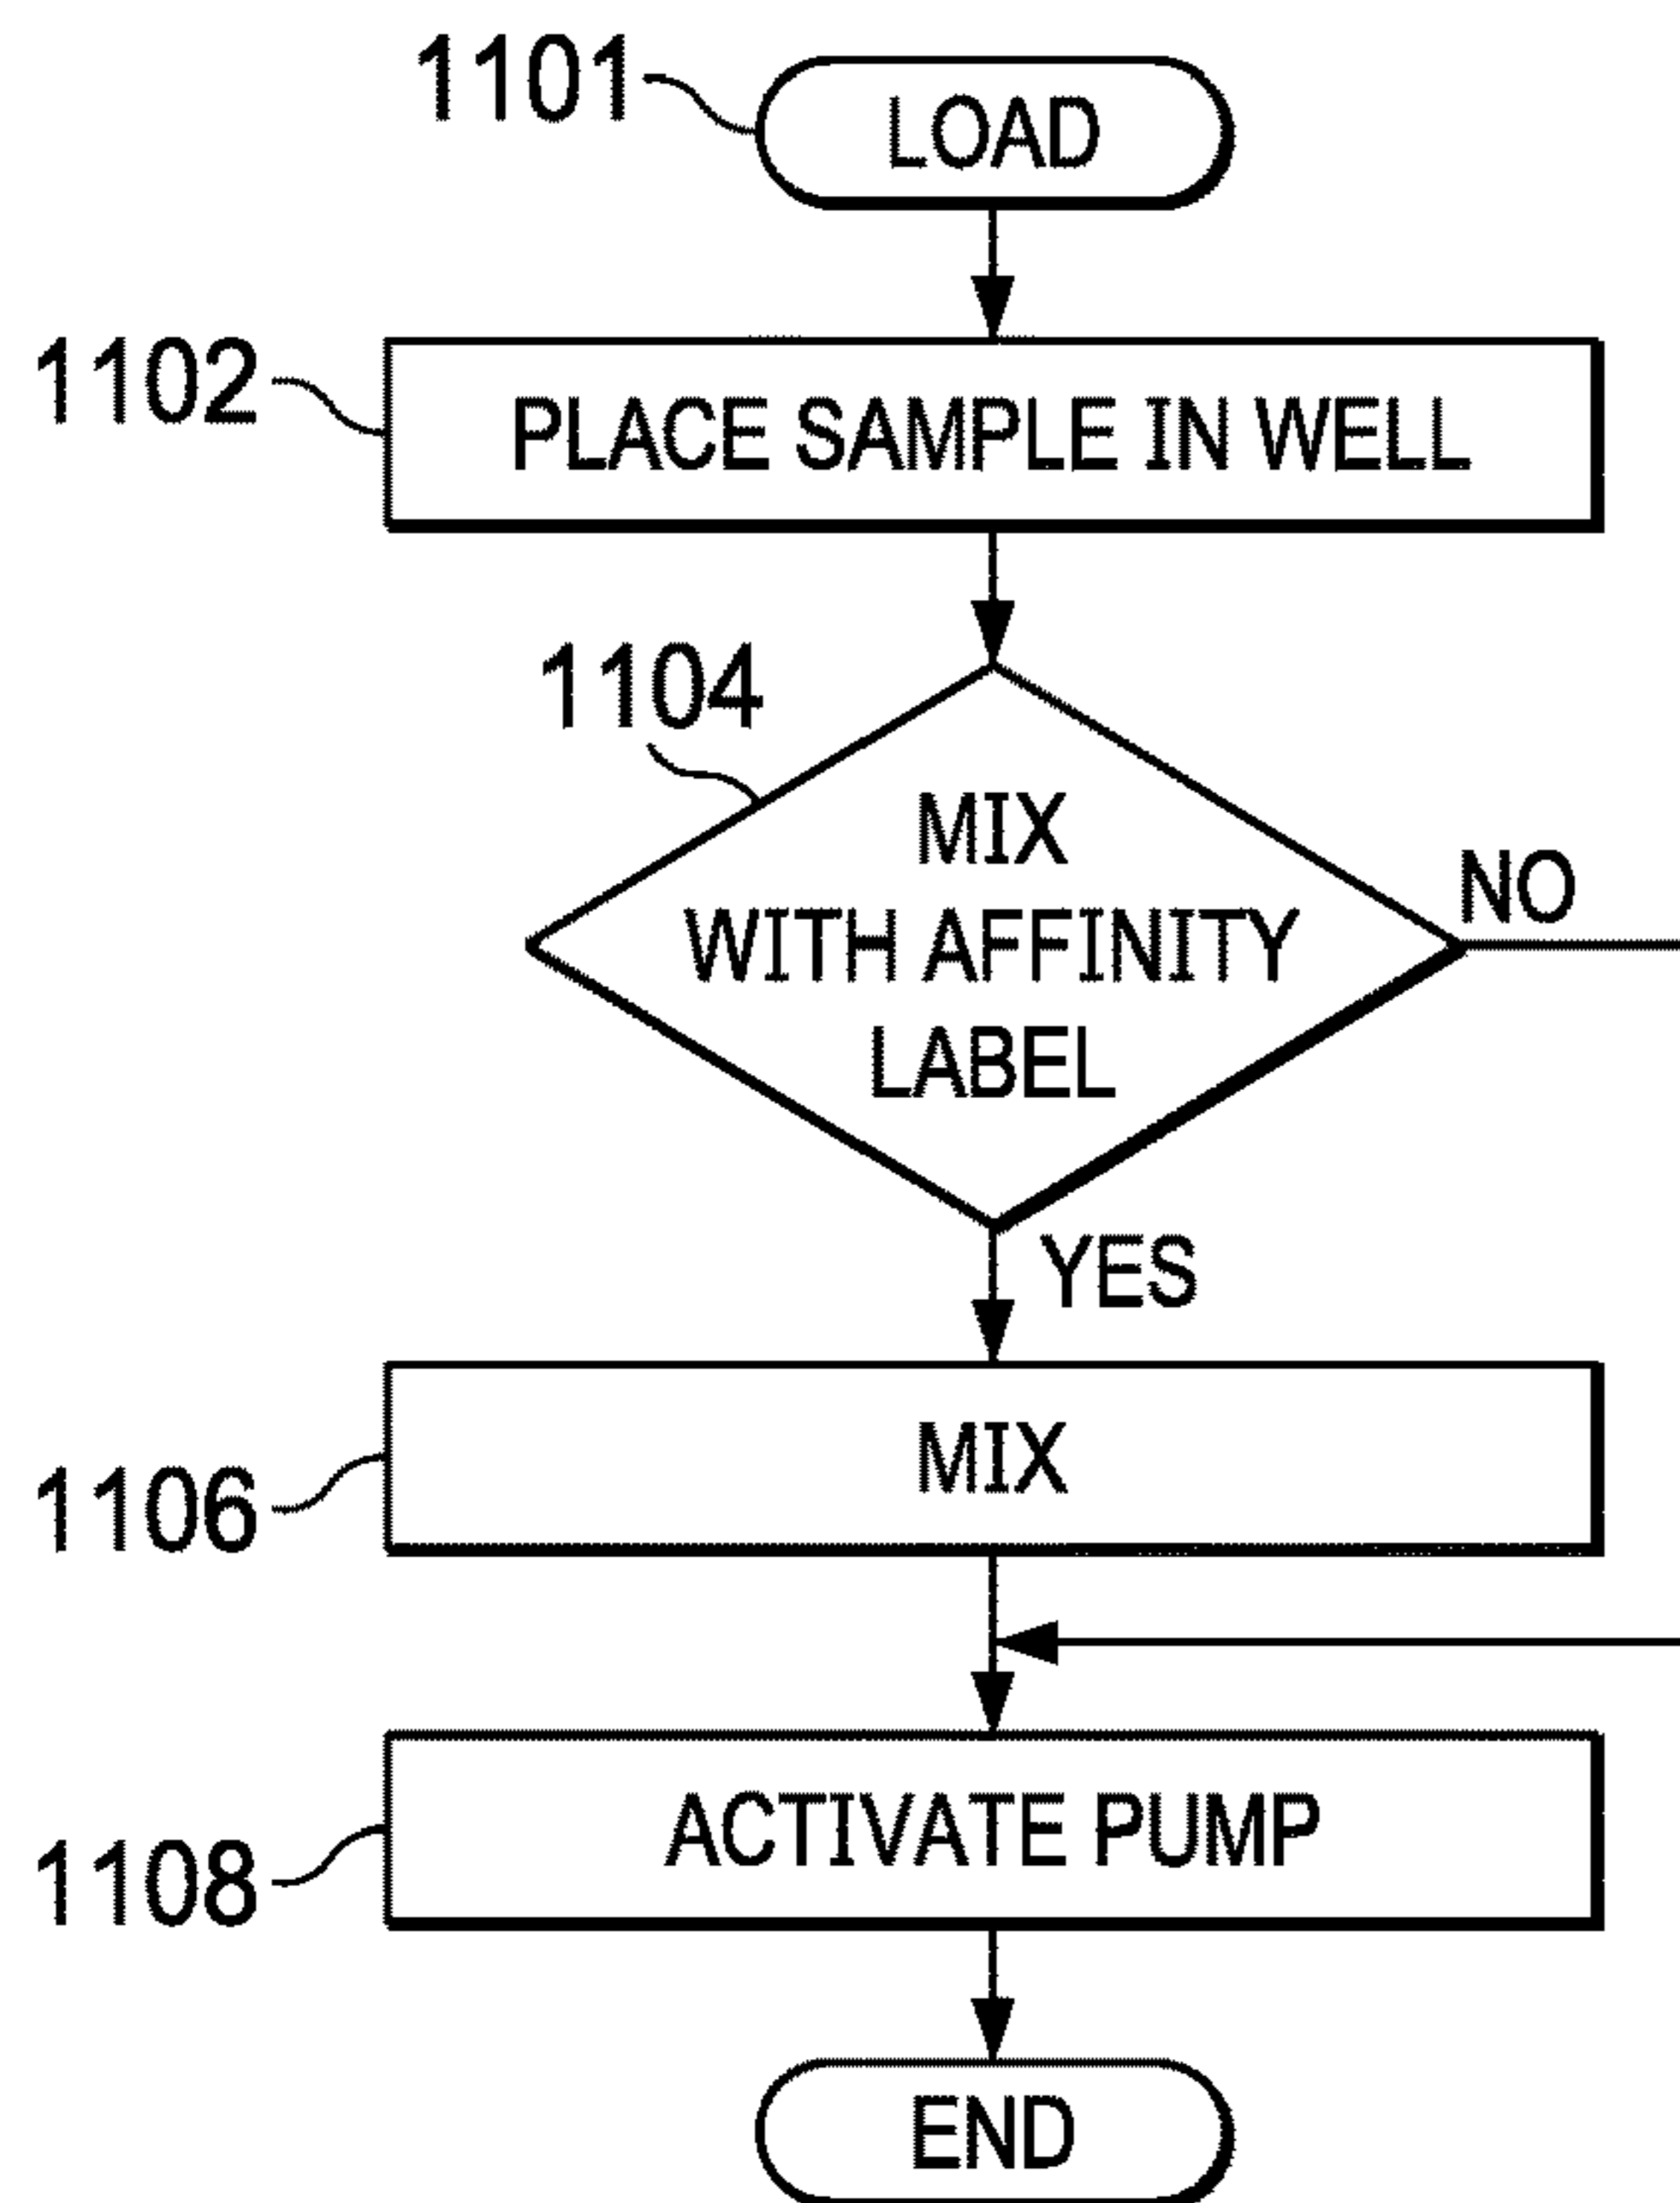 1101
LOAD
1102
PLACE SAMPLE IN WELL
1104
MIX
WITH AFFINITY
LABEL
NO
YES
1106
MIX
1108
ACTIVATE PUMP
END